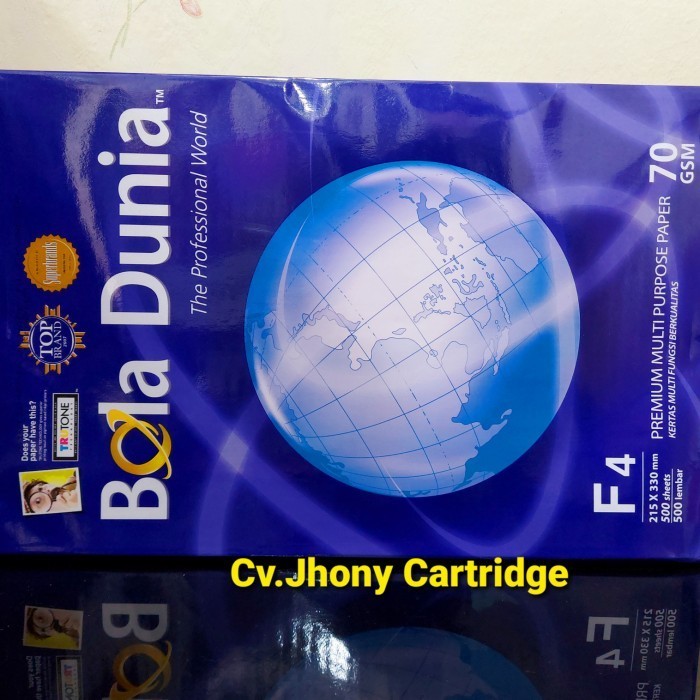 Bola Dunia™
The Professional World
Superbrands
TOP
BRAND
Does your
paper have this?
TRITONE
70
GSM
PREMIUM MULTI PURPOSE PAPER
KERTAS MULTI FUNGSI BERKUALITAS
F4
215 X 330 mm
500 sheets
500 lembar
Cv.Jhony Cartridge